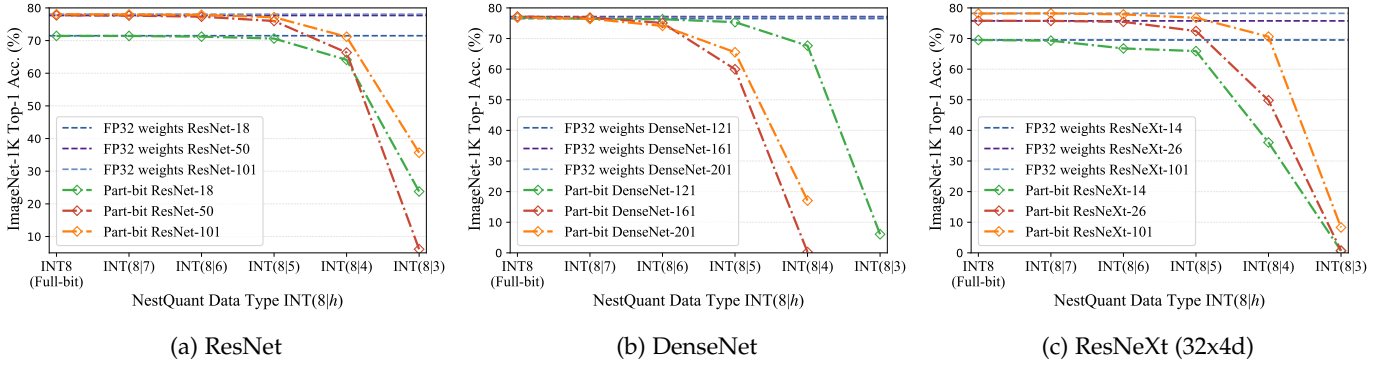 ImageNet-1K Top-1 Acc. (%)
80
70
60
50
40
30
20
10
FP32 weights ResNet-18
FP32 weights ResNet-50
FP32 weights ResNet-101
Part-bit ResNet-18
Part-bit ResNet-50
Part-bit ResNet-101
INT8
(Full-bit)
INT(8|7)
INT(8|6)
INT(8|5)
INT(8|4)
INT(8|3)
NestQuant Data Type INT(8|h)
(a) ResNet
ImageNet-1K Top-1 Acc. (%)
80
70
60
50
40
30
20
10
0
FP32 weights DenseNet-121
FP32 weights DenseNet-161
FP32 weights DenseNet-201
Part-bit DenseNet-121
Part-bit DenseNet-161
Part-bit DenseNet-201
INT8
(Full-bit)
INT(8|7)
INT(8|6)
INT(8|5)
INT(8|4)
INT(8|3)
NestQuant Data Type INT(8|h)
(b) DenseNet
ImageNet-1K Top-1 Acc. (%)
80
70
60
50
40
30
20
10
0
FP32 weights ResNeXt-14
FP32 weights ResNeXt-26
FP32 weights ResNeXt-101
Part-bit ResNeXt-14
Part-bit ResNeXt-26
Part-bit ResNeXt-101
INT8
(Full-bit)
INT(8|7)
INT(8|6)
INT(8|5)
INT(8|4)
INT(8|3)
NestQuant Data Type INT(8|h)
(c) ResNeXt (32x4d)